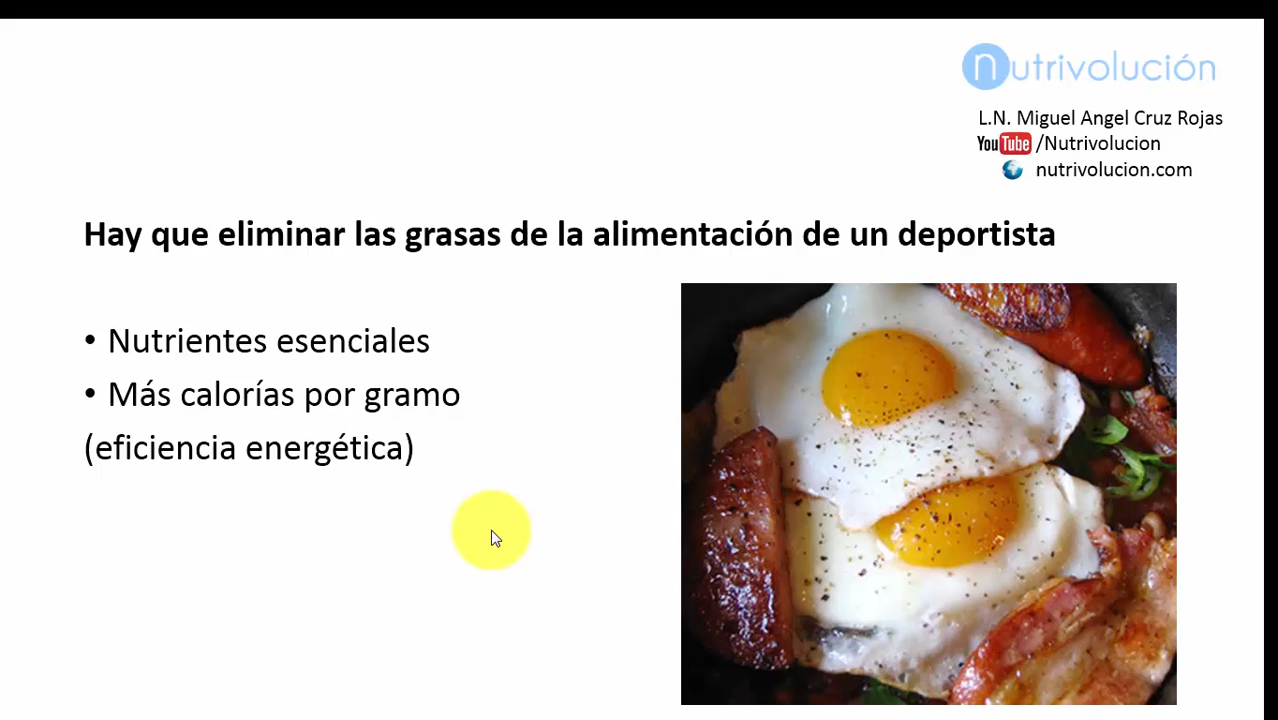 nutrivolución
L.N. Miguel Angel Cruz Rojas
YouTube /Nutrivolucion
nutrivolucion.com
Hay que eliminar las grasas de la alimentación de un deportista
• Nutrientes esenciales
• Más calorías por gramo
(eficiencia energética)